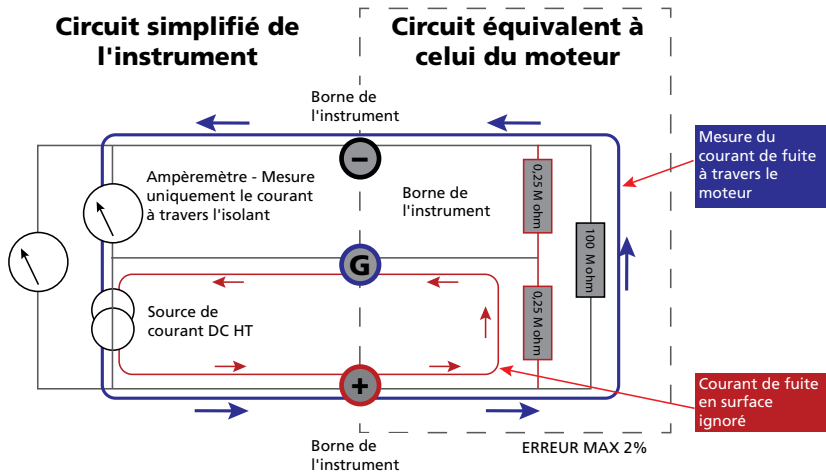 Circuit simplifié de
l'instrument
Circuit équivalent à
celui du moteur
Borne de
l'instrument
–
Mesure du
courant de fuite
à travers le
moteur
Ampèremètre - Mesure
uniquement le courant
à travers l'isolant
Borne de
l'instrument
0,25 M ohm
100 M ohm
G
Source de
courant DC HT
0,25 M ohm
+
Courant de fuite
en surface
ignoré
Borne de
l'instrument
ERREUR MAX 2%